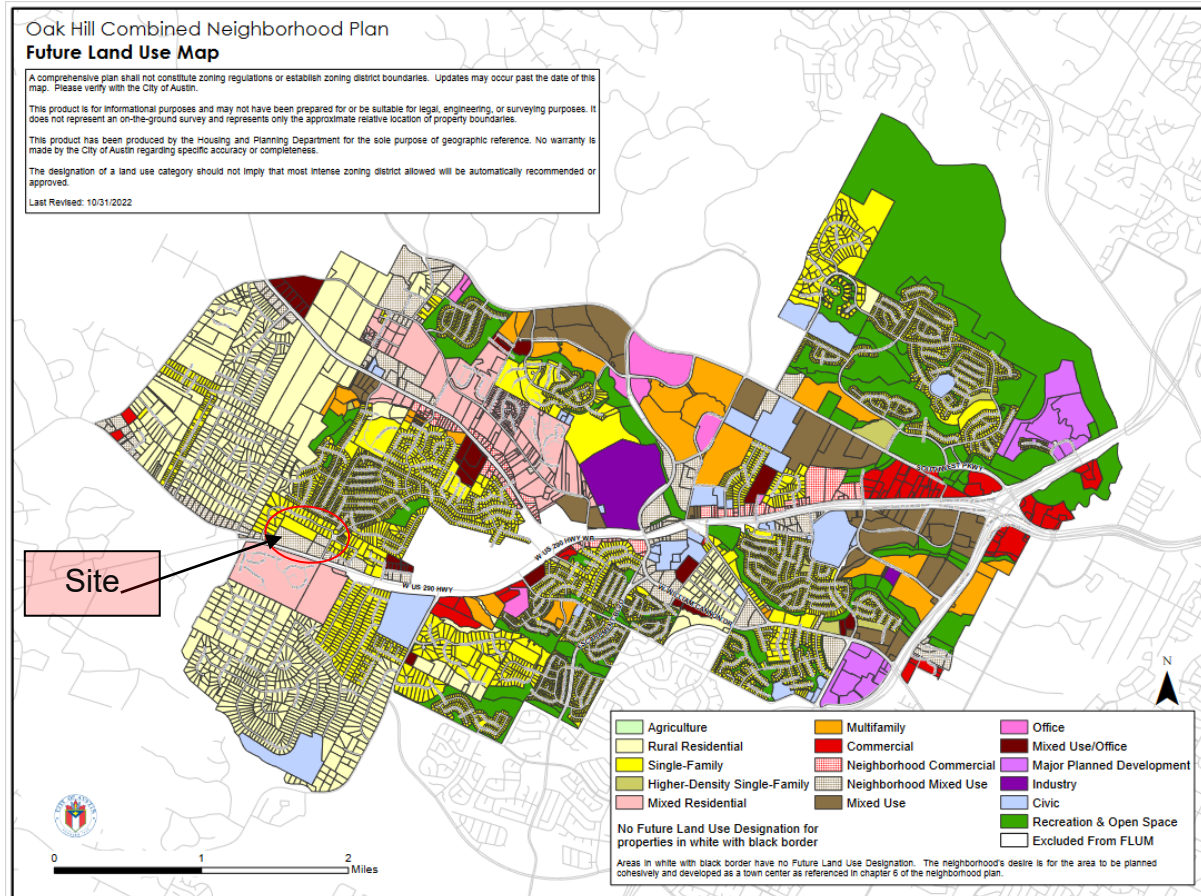 Oak Hill Combined Neighborhood Plan
Future Land Use Map
A comprehensive plan shall not constitute zoning regulations or establish zoning district boundaries. Updates may occur past the date of this
map. Please verify with the City of Austin.
This product is for informational purposes and may not have been prepared for or be suitable for legal, engineering, or surveying purposes. It
does not represent an on-the-ground survey and represents only the approximate relative location of property boundaries.
This product has been produced by the Housing and Planning Department for the sole purpose of geographic reference. No warranty is
made by the City of Austin regarding specific accuracy or completeness.
The designation of a land use category should not imply that most intense zoning district allowed will be automatically recommended or
approved.
Last Revised: 10/31/2022
SOUTHWEST PKWY
W US 290 HWY WB
Site
W US 290 HWY
W WILLIAM CANNON DR
N
Agriculture
Rural Residential
Single-Family
Higher-Density Single-Family
Mixed Residential
Multifamily
Commercial
Neighborhood Commercial
Neighborhood Mixed Use
Mixed Use
Office
Mixed Use/Office
Major Planned Development
Industry
Civic
Recreation & Open Space
Excluded From FLUM
No Future Land Use Designation for
properties in white with black border
Areas in white with black border have no Future Land Use Designation. The neighborhood's desire is for the area to be planned
cohesively and developed as a town center as referenced in chapter 6 of the neighborhood plan.
0 1 2
Miles